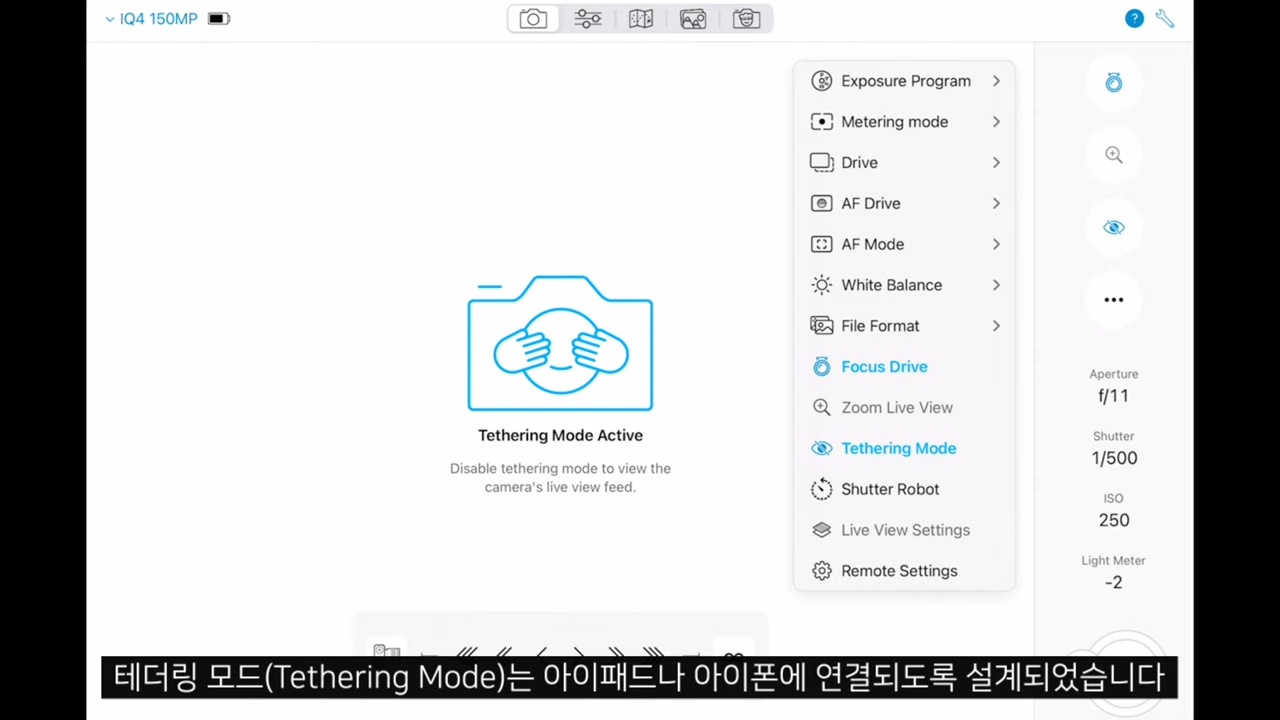 IQ4 150MP
?
Exposure Program
Metering mode
Drive
AF Drive
AF Mode
White Balance
File Format
Focus Drive
Zoom Live View
Tethering Mode
Shutter Robot
Live View Settings
Remote Settings
Tethering Mode Active
Disable tethering mode to view the
camera's live view feed.
Aperture
f/11
Shutter
1/500
ISO
250
Light Meter
-2
테더링 모드(Tethering Mode)는 아이패드나 아이폰에 연결되도록 설계되었습니다